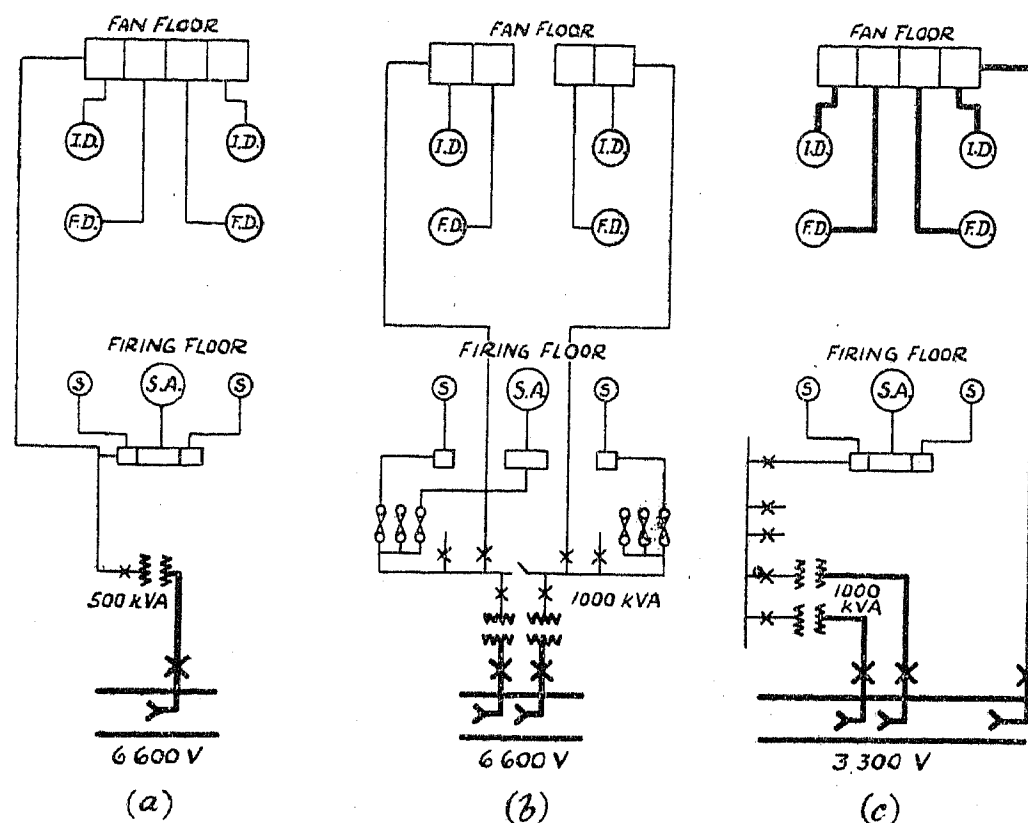 FAN FLOOR
I.D.
I.D.
F.D.
F.D.
FIRING FLOOR
S
S.A.
S
500 kVA
6 600 V
(a)
FAN FLOOR
I.D.
I.D.
F.D.
F.D.
FIRING FLOOR
S
S.A.
S
1000 kVA
6 600 V
(b)
FAN FLOOR
I.D.
I.D.
F.D.
F.D.
FIRING FLOOR
S
S.A.
S
1000
kVA
3 300 V
(c)